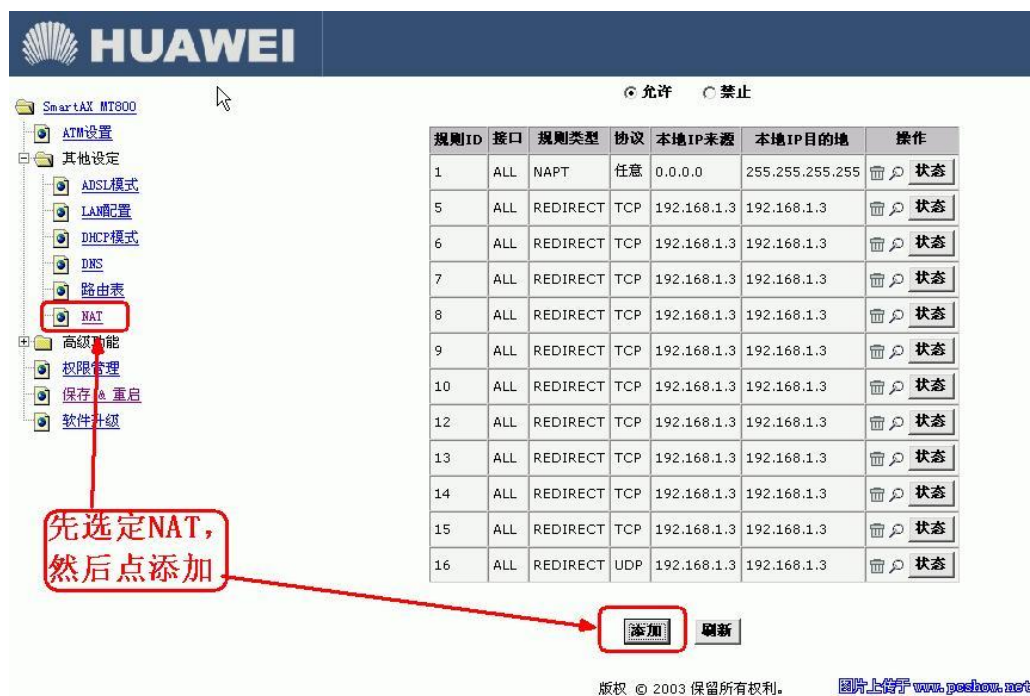 HUAWEI
允许 禁止
SmartAX MT800
ATM设置
其他设定
ADSL模式
LAN配置
DHCP模式
DNS
路由表
NAT
高级功能
权限管理
保存 & 重启
软件升级
规则ID 接口 规则类型 协议 本地IP来源 本地IP目的地 操作
1 ALL NAPT 任意 0.0.0.0 255.255.255.255 状态
5 ALL REDIRECT TCP 192.168.1.3 192.168.1.3 状态
6 ALL REDIRECT TCP 192.168.1.3 192.168.1.3 状态
7 ALL REDIRECT TCP 192.168.1.3 192.168.1.3 状态
8 ALL REDIRECT TCP 192.168.1.3 192.168.1.3 状态
9 ALL REDIRECT TCP 192.168.1.3 192.168.1.3 状态
10 ALL REDIRECT TCP 192.168.1.3 192.168.1.3 状态
12 ALL REDIRECT TCP 192.168.1.3 192.168.1.3 状态
13 ALL REDIRECT TCP 192.168.1.3 192.168.1.3 状态
14 ALL REDIRECT TCP 192.168.1.3 192.168.1.3 状态
15 ALL REDIRECT TCP 192.168.1.3 192.168.1.3 状态
16 ALL REDIRECT UDP 192.168.1.3 192.168.1.3 状态
先选定NAT,
然后点添加
添加 刷新
版权 © 2003 保留所有权利。
图片上传于 www.pcshow.net